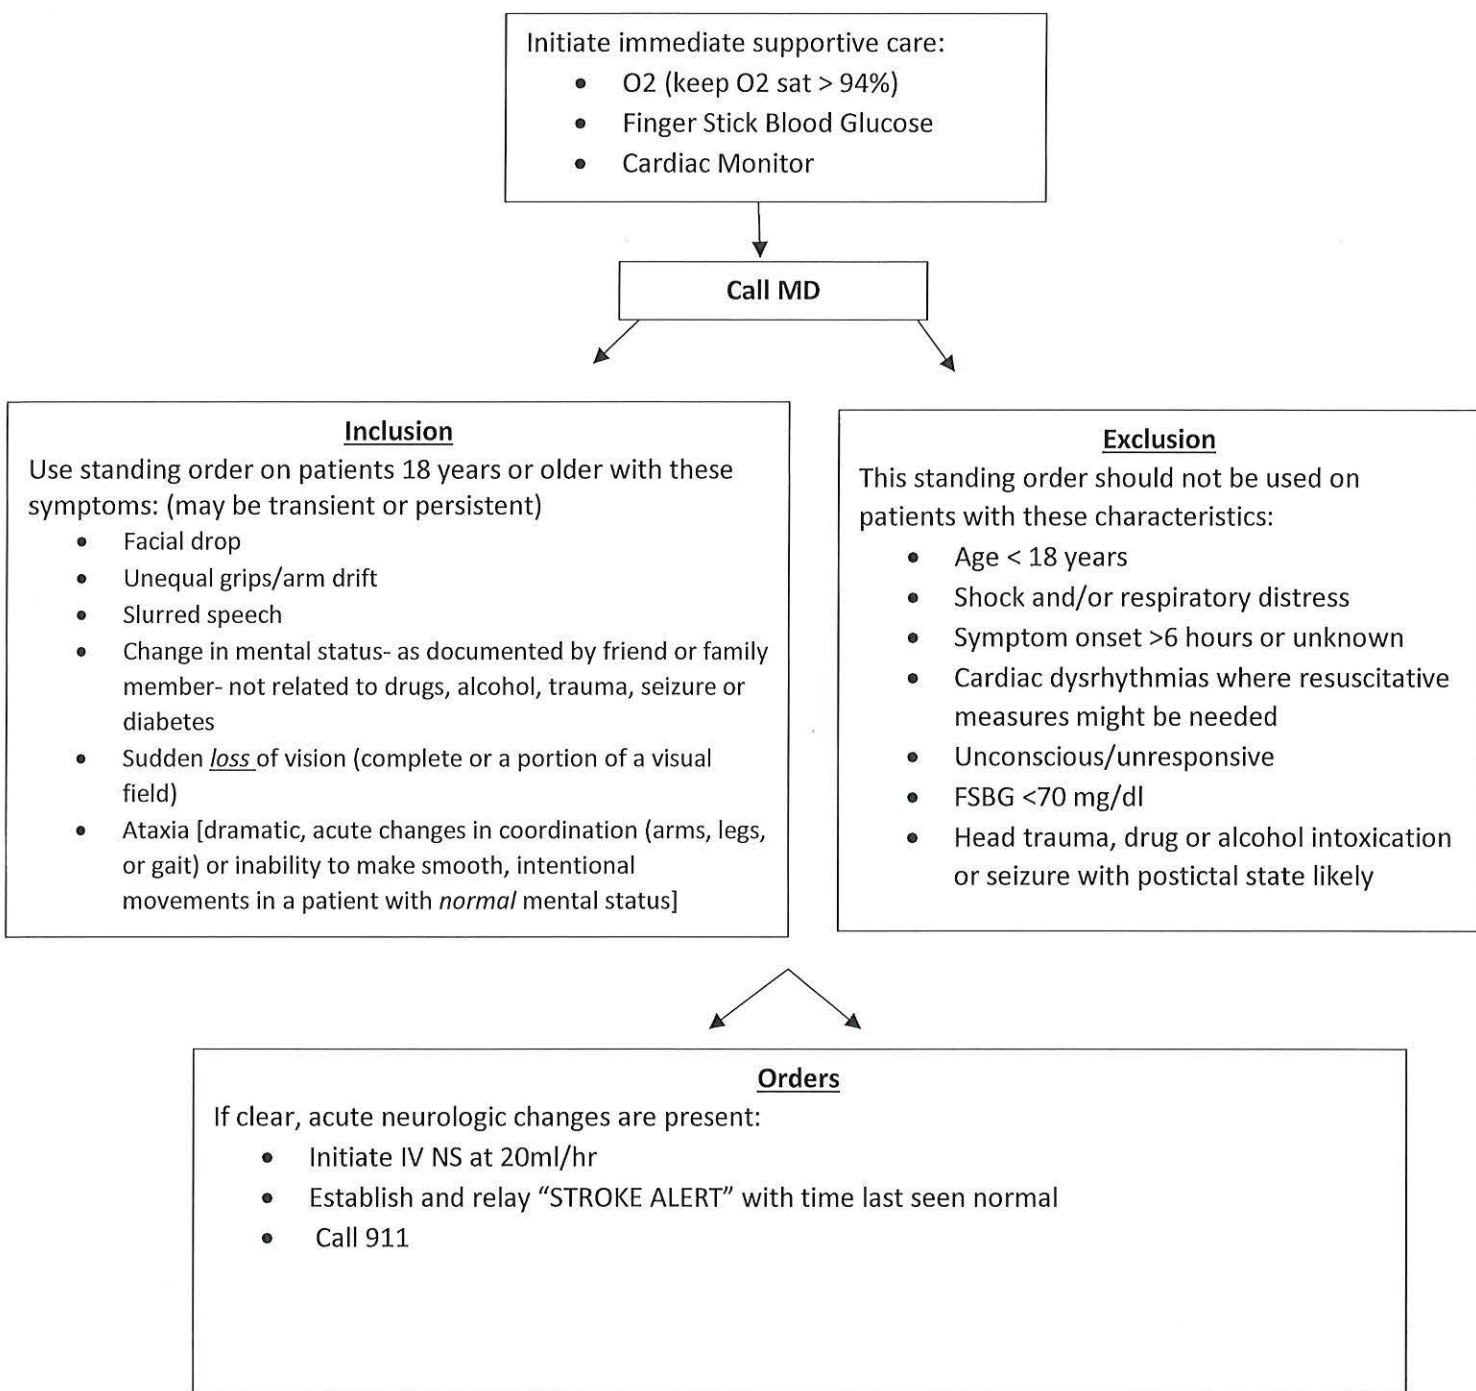 Initiate immediate supportive care:
• O2 (keep O2 sat > 94%)
• Finger Stick Blood Glucose
• Cardiac Monitor
Call MD
Inclusion
Use standing order on patients 18 years or older with these
symptoms: (may be transient or persistent)
• Facial drop
• Unequal grips/arm drift
• Slurred speech
• Change in mental status- as documented by friend or family
member- not related to drugs, alcohol, trauma, seizure or
diabetes
• Sudden loss of vision (complete or a portion of a visual
field)
• Ataxia [dramatic, acute changes in coordination (arms, legs,
or gait) or inability to make smooth, intentional
movements in a patient with normal mental status]
Exclusion
This standing order should not be used on
patients with these characteristics:
• Age < 18 years
• Shock and/or respiratory distress
• Symptom onset >6 hours or unknown
• Cardiac dysrhythmias where resuscitative
measures might be needed
• Unconscious/unresponsive
• FSBG <70 mg/dl
• Head trauma, drug or alcohol intoxication
or seizure with postictal state likely
Orders
If clear, acute neurologic changes are present:
• Initiate IV NS at 20ml/hr
• Establish and relay “STROKE ALERT” with time last seen normal
• Call 911